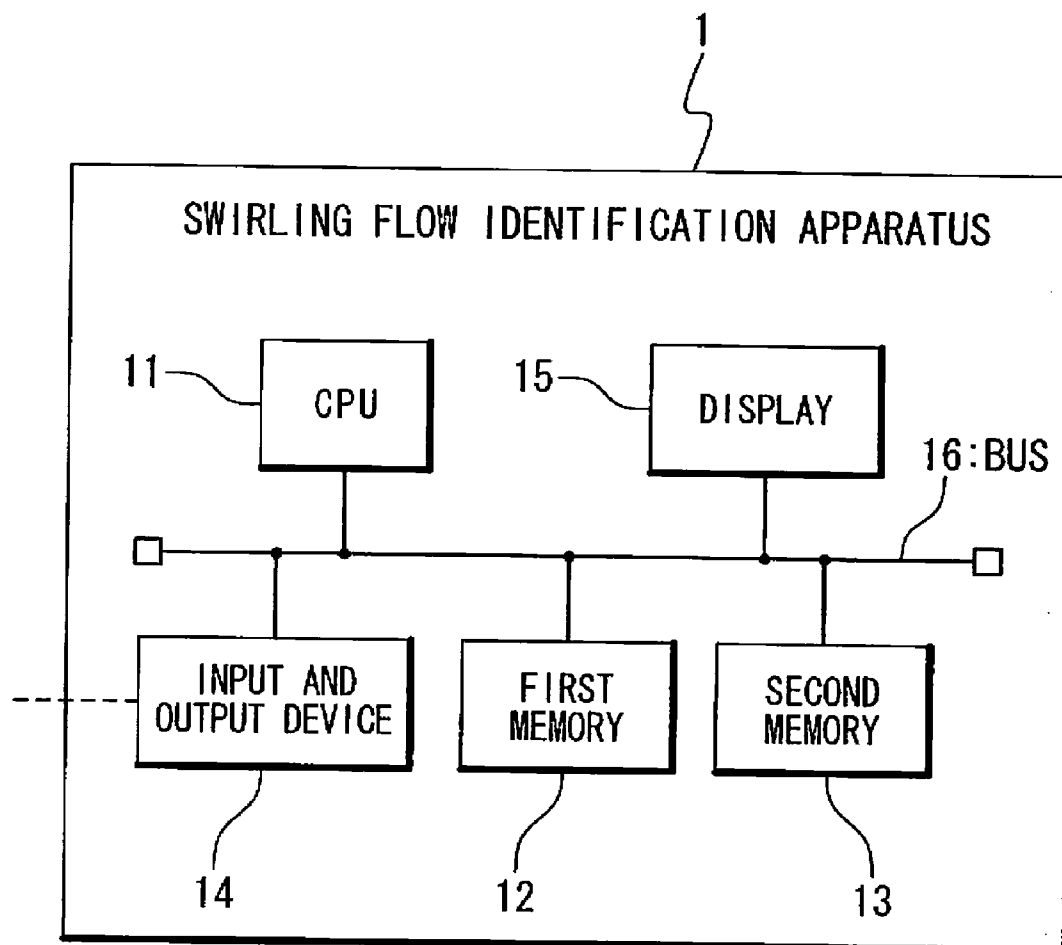 1
SWIRLING FLOW IDENTIFICATION APPARATUS
11
CPU
15
DISPLAY
16:BUS
INPUT AND
OUTPUT DEVICE
FIRST
MEMORY
SECOND
MEMORY
14
12
13